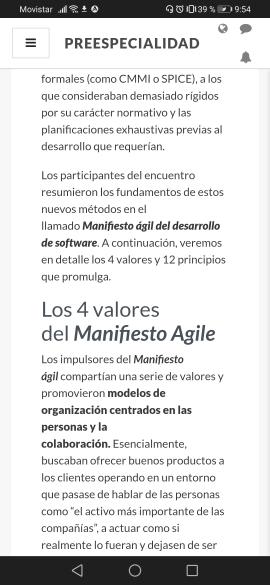 Movistar 39 % 9:54
PREESPECIALIDAD
formales (como CMMI o SPICE), a los
que consideraban demasiado rígidos
por su carácter normativo y las
planificaciones exhaustivas previas al
desarrollo que requerían.
Los participantes del encuentro
resumieron los fundamentos de estos
nuevos métodos en el
llamado Manifiesto ágil del desarrollo
de software. A continuación, veremos
en detalle los 4 valores y 12 principios
que promulga.
Los 4 valores
del Manifiesto Agile
Los impulsores del Manifiesto
ágil compartían una serie de valores y
promovieron modelos de
organización centrados en las
personas y la
colaboración. Esencialmente,
buscaban ofrecer buenos productos a
los clientes operando en un entorno
que pasase de hablar de las personas
como “el activo más importante de las
compañías”, a actuar como si
realmente lo fueran y dejasen de ser